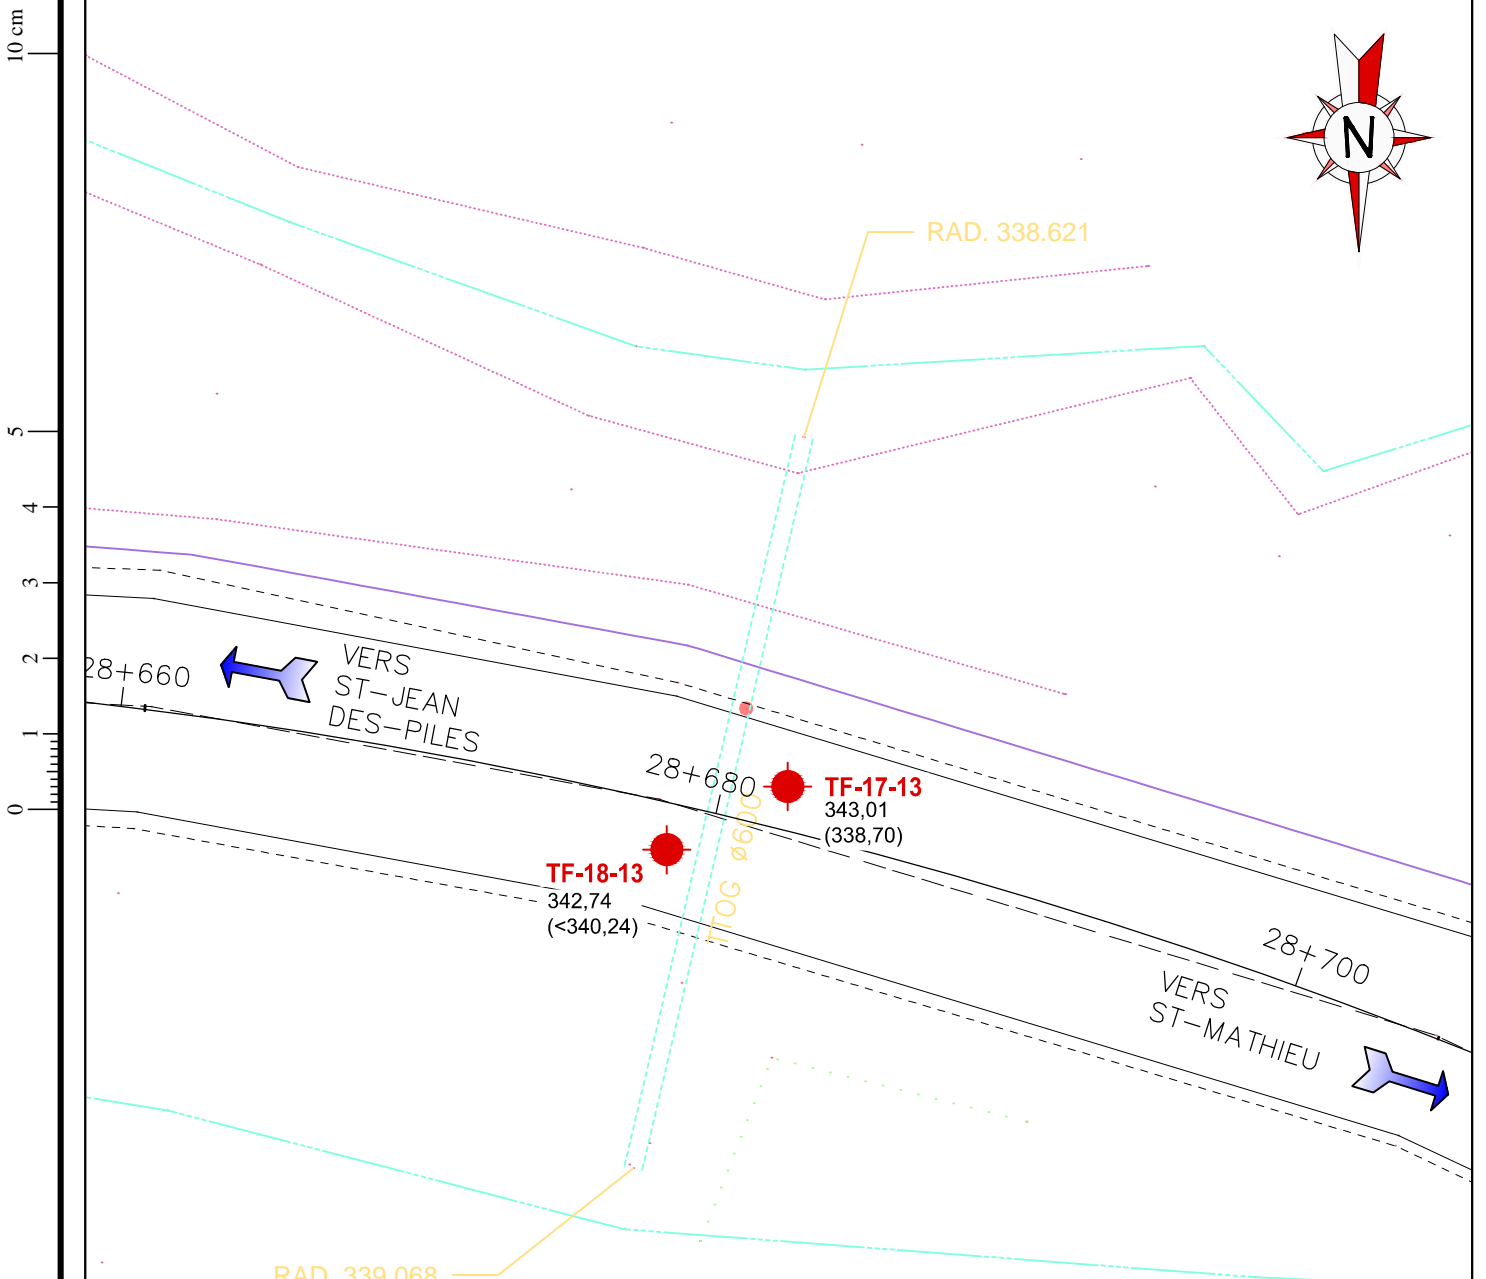 10 cm
N
RAD. 338.621
5
4
3
2
1
0
VERS
ST-JEAN
DES-PILES
28+660
28+680
TF-17-13
343,01
(338,70)
TTOG ø600
TF-18-13
342,74
(<340,24)
28+700
VERS
ST-MATHIEU
RAD. 339.068